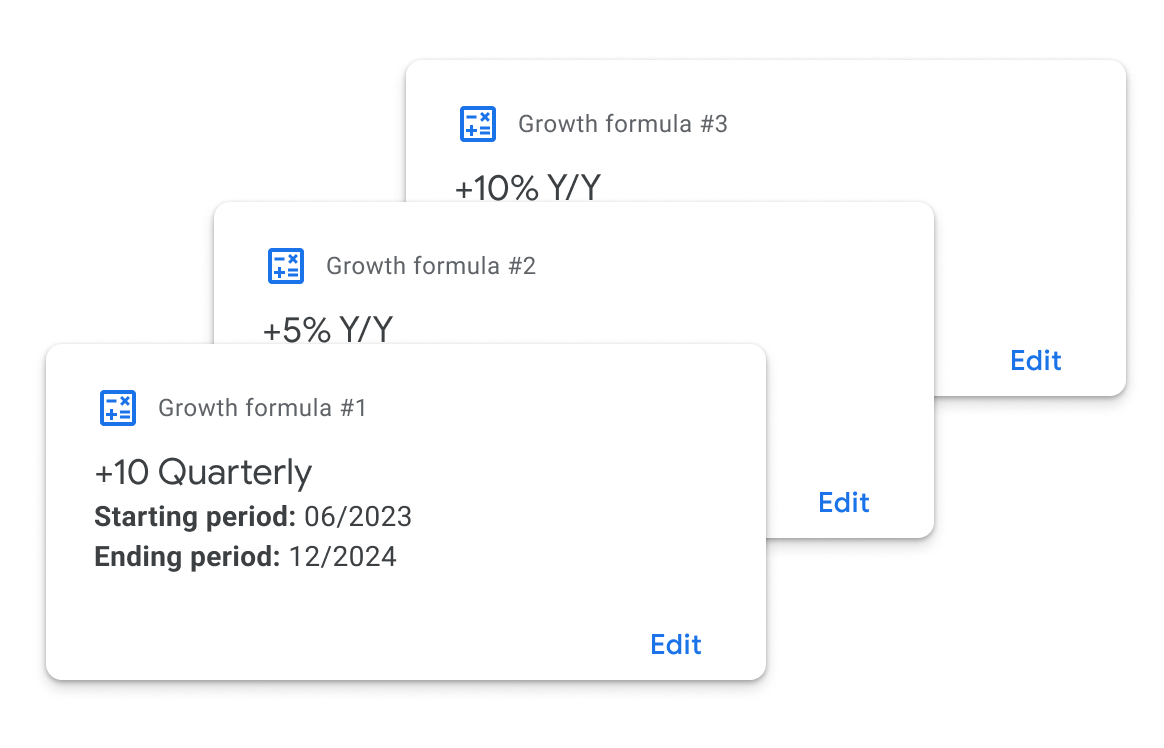 Growth formula #3
+10% Y/Y
Edit
Growth formula #2
+5% Y/Y
Edit
Growth formula #1
+10 Quarterly
Starting period: 06/2023
Ending period: 12/2024
Edit